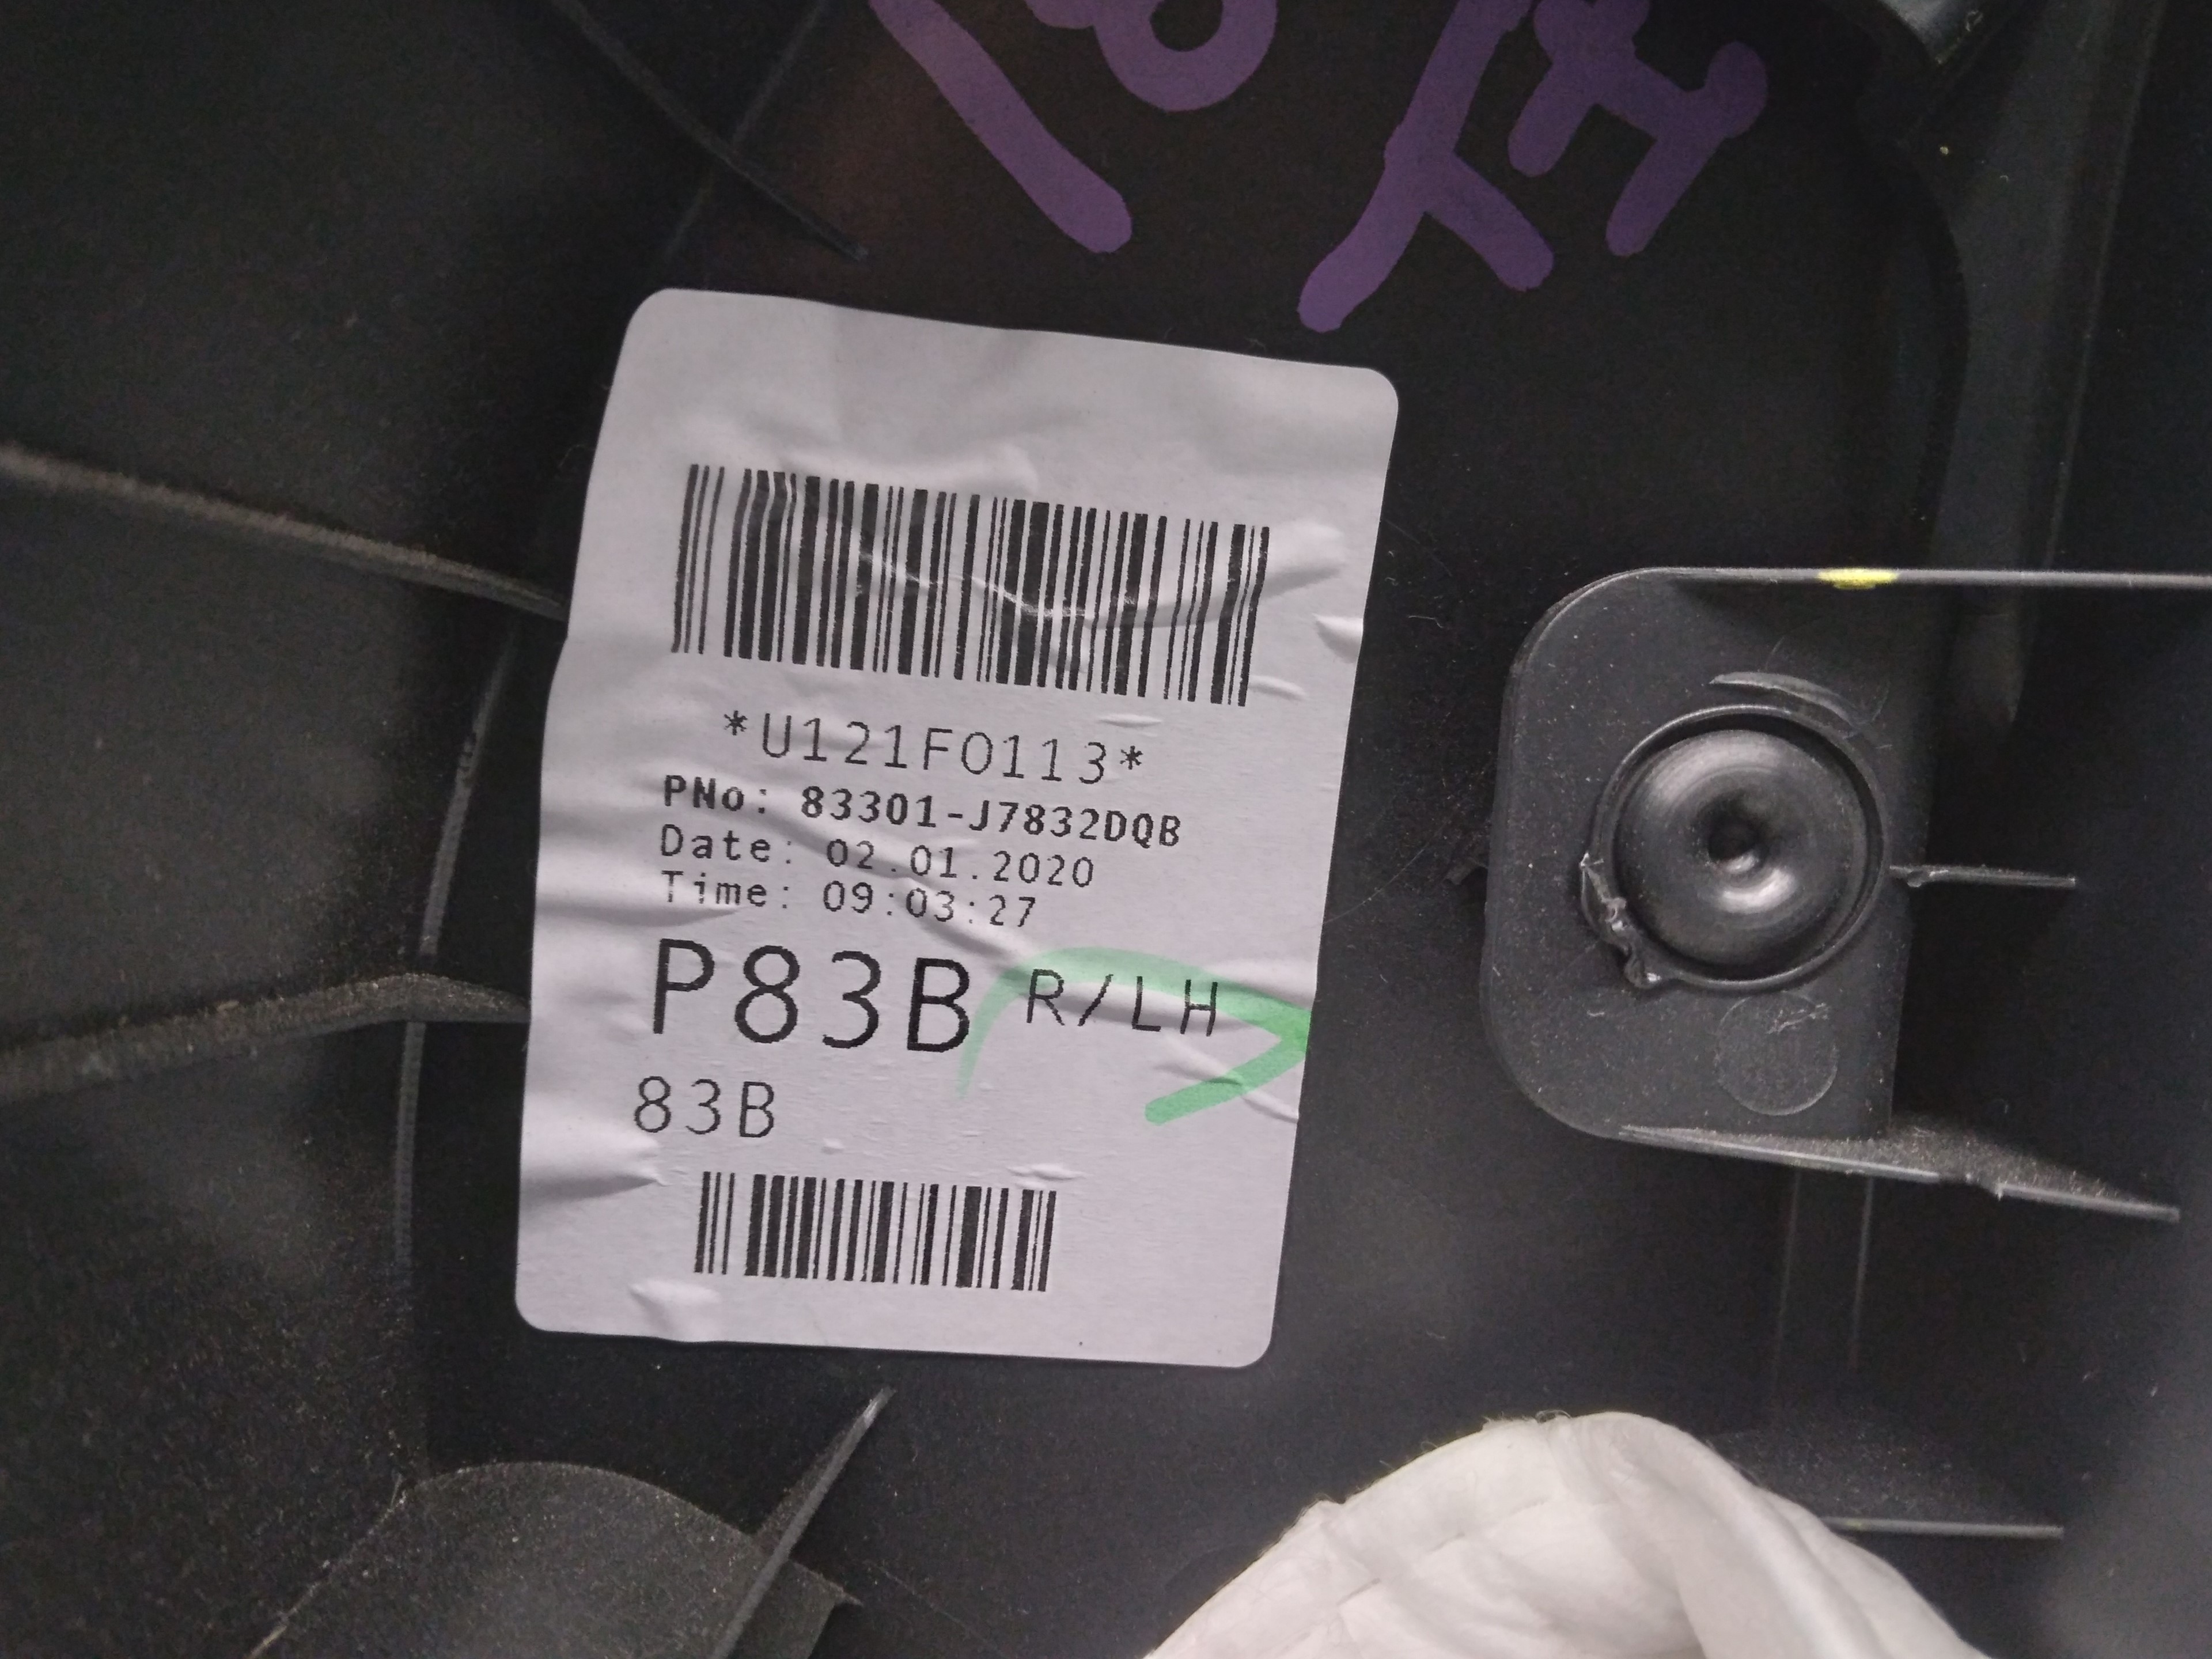 *U121F0113*
PNo: 83301-J7832DQB
Date: 02.01.2020
Time: 09:03:27
P83B R/LH
83B